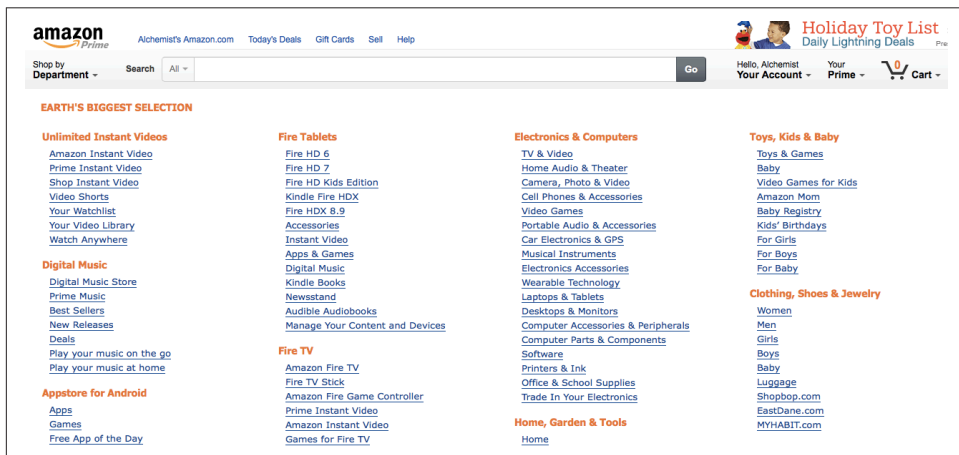 amazon
Prime
Alchemist's Amazon.com Today's Deals Gift Cards Sell Help
Holiday Toy List
Daily Lightning Deals Pre
Shop by
Department
Search All Go
Hello, Alchemist
Your Account
Your
Prime
0
Cart
EARTH'S BIGGEST SELECTION
Unlimited Instant Videos
Amazon Instant Video
Prime Instant Video
Shop Instant Video
Video Shorts
Your Watchlist
Your Video Library
Watch Anywhere
Digital Music
Digital Music Store
Prime Music
Best Sellers
New Releases
Deals
Play your music on the go
Play your music at home
Appstore for Android
Apps
Games
Free App of the Day
Fire Tablets
Fire HD 6
Fire HD 7
Fire HD Kids Edition
Kindle Fire HDX
Fire HDX 8.9
Accessories
Instant Video
Apps & Games
Digital Music
Kindle Books
Newsstand
Audible Audiobooks
Manage Your Content and Devices
Fire TV
Amazon Fire TV
Fire TV Stick
Amazon Fire Game Controller
Prime Instant Video
Amazon Instant Video
Games for Fire TV
Electronics & Computers
TV & Video
Home Audio & Theater
Camera, Photo & Video
Cell Phones & Accessories
Video Games
Portable Audio & Accessories
Car Electronics & GPS
Musical Instruments
Electronics Accessories
Wearable Technology
Laptops & Tablets
Desktops & Monitors
Computer Accessories & Peripherals
Computer Parts & Components
Software
Printers & Ink
Office & School Supplies
Trade In Your Electronics
Home, Garden & Tools
Home
Toys, Kids & Baby
Toys & Games
Baby
Video Games for Kids
Amazon Mom
Baby Registry
Kids' Birthdays
For Girls
For Boys
For Baby
Clothing, Shoes & Jewelry
Women
Men
Girls
Boys
Baby
Luggage
Shopbop.com
EastDane.com
MYHABIT.com